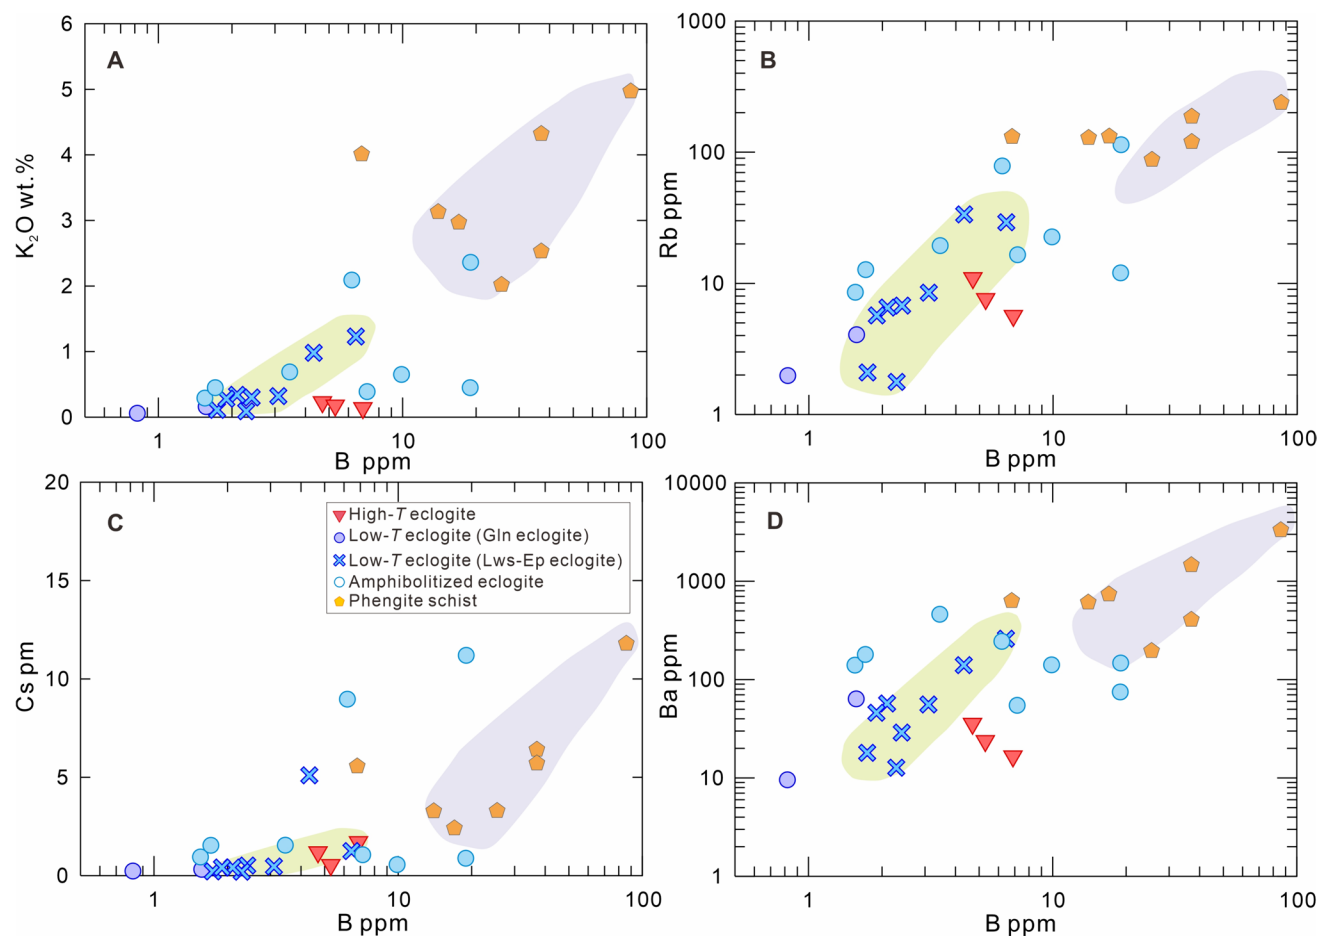 6
5
4
3
2
1
0
K₂O wt.%
A
1
10
100
B ppm
1000
100
10
1
Rb ppm
B
1
10
100
B ppm
20
15
10
5
0
Cs pm
C
High-T eclogite
Low-T eclogite (Gln eclogite)
Low-T eclogite (Lws-Ep eclogite)
Amphibolitized eclogite
Phengite schist
1
10
100
B ppm
10000
1000
100
10
1
Ba ppm
D
1
10
100
B ppm